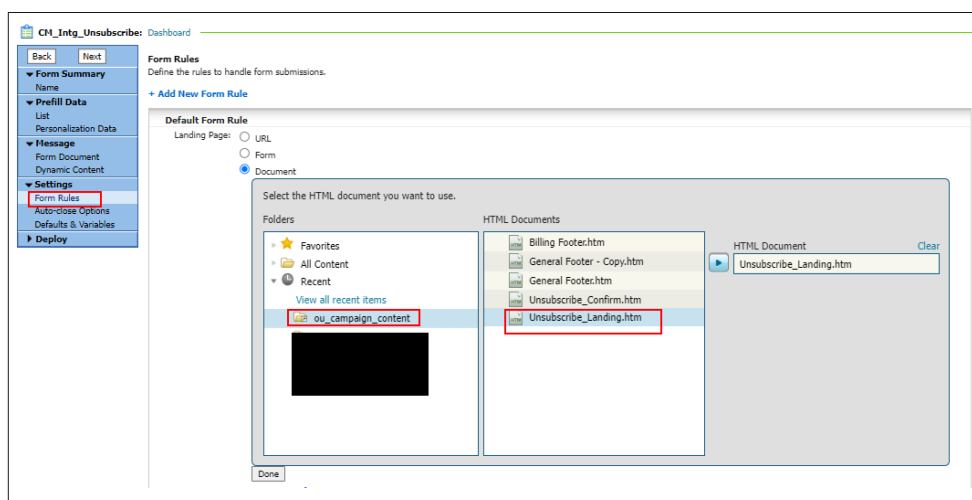 CM_Intg_Unsubscribe: Dashboard
Back Next
Form Summary
Name
Prefill Data
List
Personalization Data
Message
Form Document
Dynamic Content
Settings
Form Rules
Auto-close Options
Defaults & Variables
Deploy
Form Rules
Define the rules to handle form submissions.
+ Add New Form Rule
Default Form Rule
Landing Page: URL
Form
Document
Select the HTML document you want to use.
Folders
Favorites
All Content
Recent
View all recent items
ou_campaign_content
HTML Documents
Billing Footer.htm
General Footer - Copy.htm
General Footer.htm
Unsubscribe_Confirm.htm
Unsubscribe_Landing.htm
HTML Document Clear
Unsubscribe_Landing.htm
Done